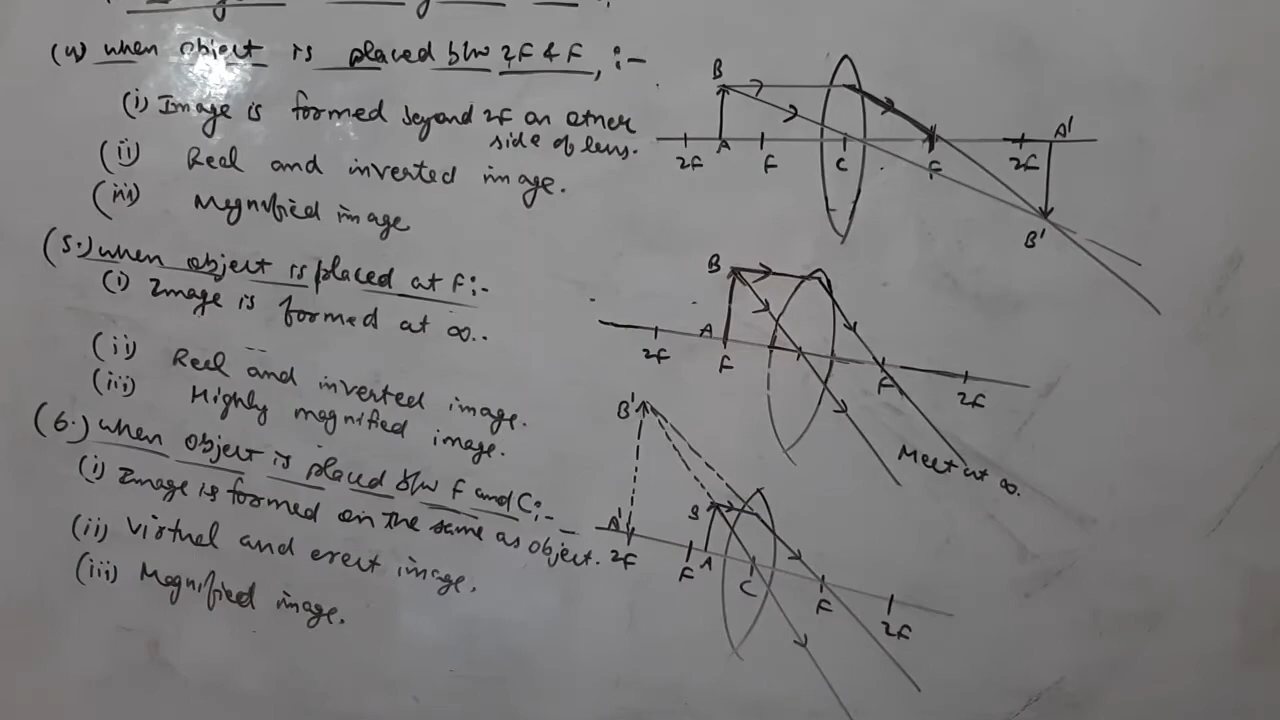 (4) when object is placed b/w 2F & F, :-
(i) Image is formed beyond 2F on other
side of lens.
(ii) Real and inverted image.
(iii) Magnified image
(5.) when object is placed at F:-
(i) Image is formed at ∞..
(ii) Real and inverted image.
(iii) Highly magnified image.
(6.) when object is placed b/w F and C:-
(i) Image is formed on the same as object.
(ii) Virtual and erect image.
(iii) Magnified image.
B
2F A F C F 2F A'
B'
B
A
2F F F 2F
Meet at ∞.
B'
B
A' 2F F A C F 2F